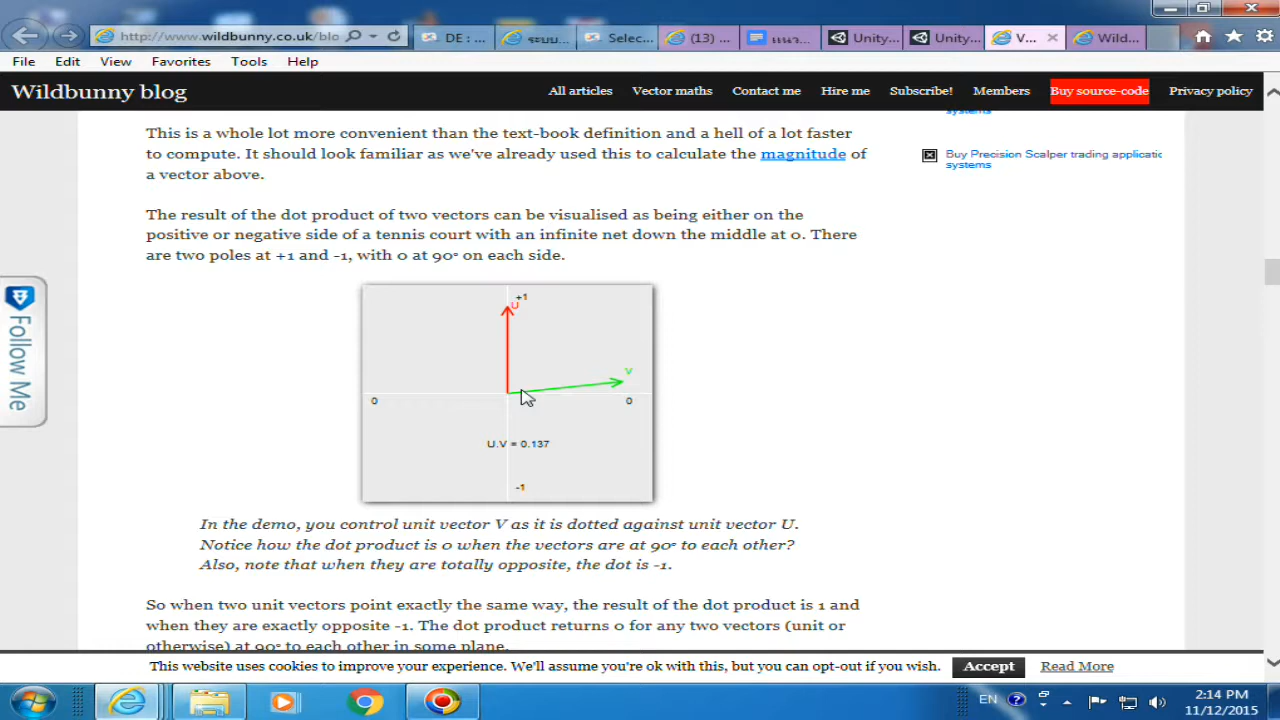 http://www.wildbunny.co.uk/blo
DE : ...
ระบบ...
Selec...
(13) ...
แนว...
Unity...
Unity...
V...
Wild...
File Edit View Favorites Tools Help
Wildbunny blog
All articles Vector maths Contact me Hire me Subscribe! Members Buy source-code Privacy policy
systems
This is a whole lot more convenient than the text-book definition and a hell of a lot faster
to compute. It should look familiar as we've already used this to calculate the magnitude of
a vector above.
Buy Precision Scalper trading applicatic
systems
The result of the dot product of two vectors can be visualised as being either on the
positive or negative side of a tennis court with an infinite net down the middle at 0. There
are two poles at +1 and -1, with 0 at 90° on each side.
Follow Me
+1
U
V
0
0
U.V = 0.137
-1
In the demo, you control unit vector V as it is dotted against unit vector U.
Notice how the dot product is 0 when the vectors are at 90° to each other?
Also, note that when they are totally opposite, the dot is -1.
So when two unit vectors point exactly the same way, the result of the dot product is 1 and
when they are exactly opposite -1. The dot product returns 0 for any two vectors (unit or
otherwise) at 90° to each other in some plane.
This website uses cookies to improve your experience. We'll assume you're ok with this, but you can opt-out if you wish. Accept Read More
EN
2:14 PM
11/12/2015